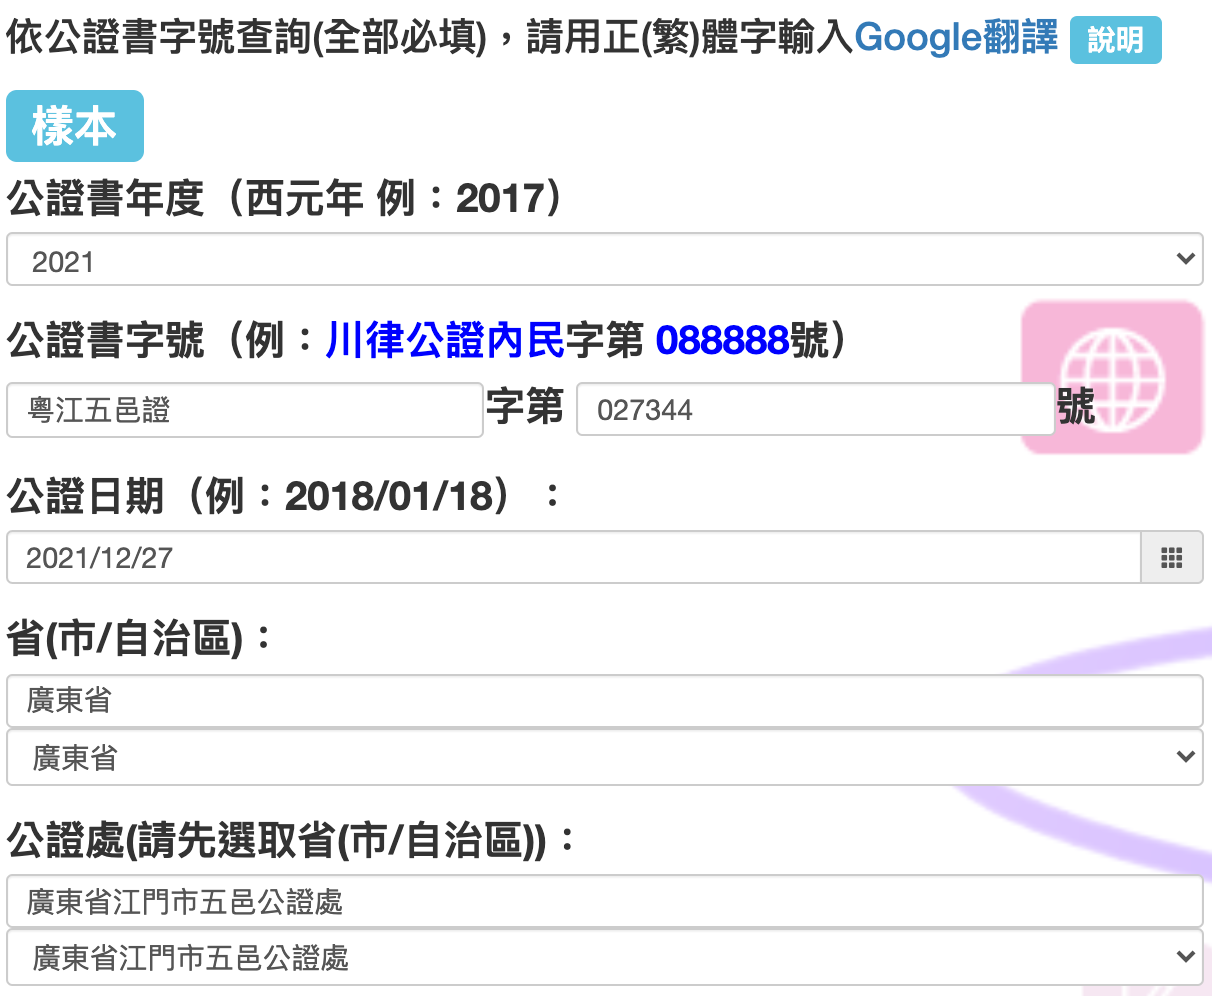 依公證書字號查詢(全部必填)，請用正(繁)體字輸入Google翻譯 說明
樣本
公證書年度（西元年 例：2017）
2021
公證書字號（例：川律公證內民字第 088888號）
粵江五邑證 字第 027344 號
公證日期（例：2018/01/18）：
2021/12/27
省(市/自治區)：
廣東省
廣東省
公證處(請先選取省(市/自治區))：
廣東省江門市五邑公證處
廣東省江門市五邑公證處